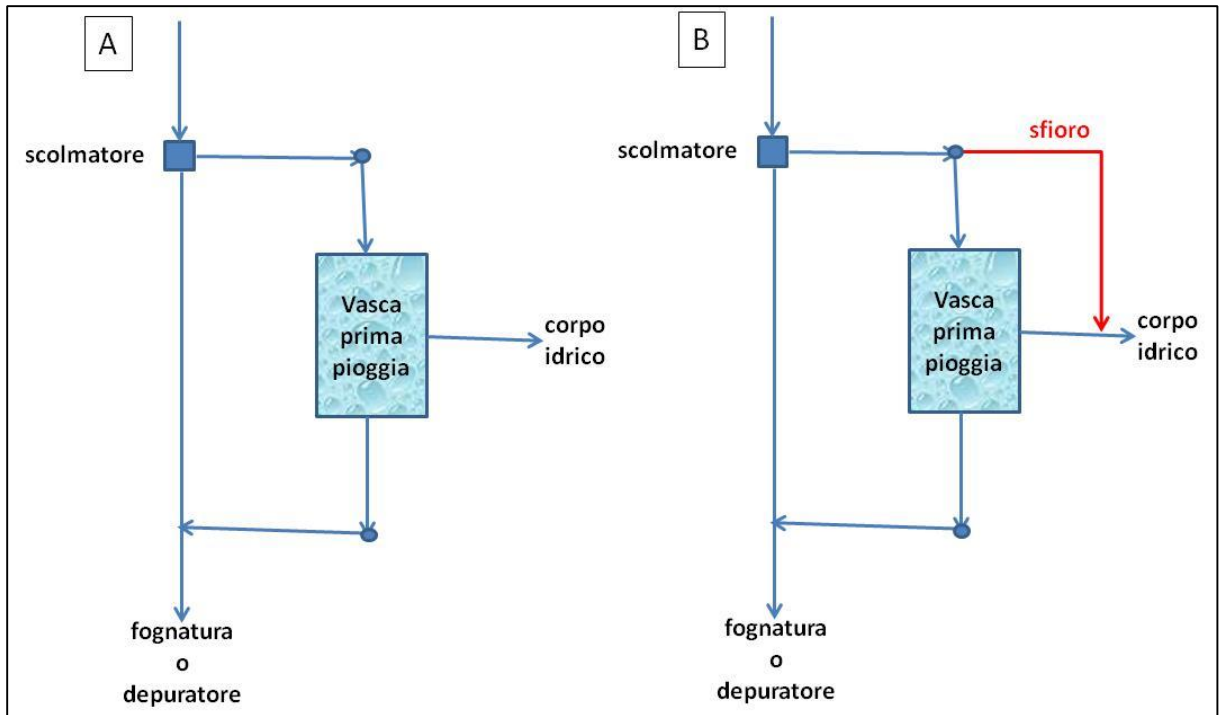 A
scolmatore
Vasca
prima
pioggia
corpo
idrico
fognatura
o
depuratore
B
sfioro
scolmatore
Vasca
prima
pioggia
corpo
idrico
fognatura
o
depuratore